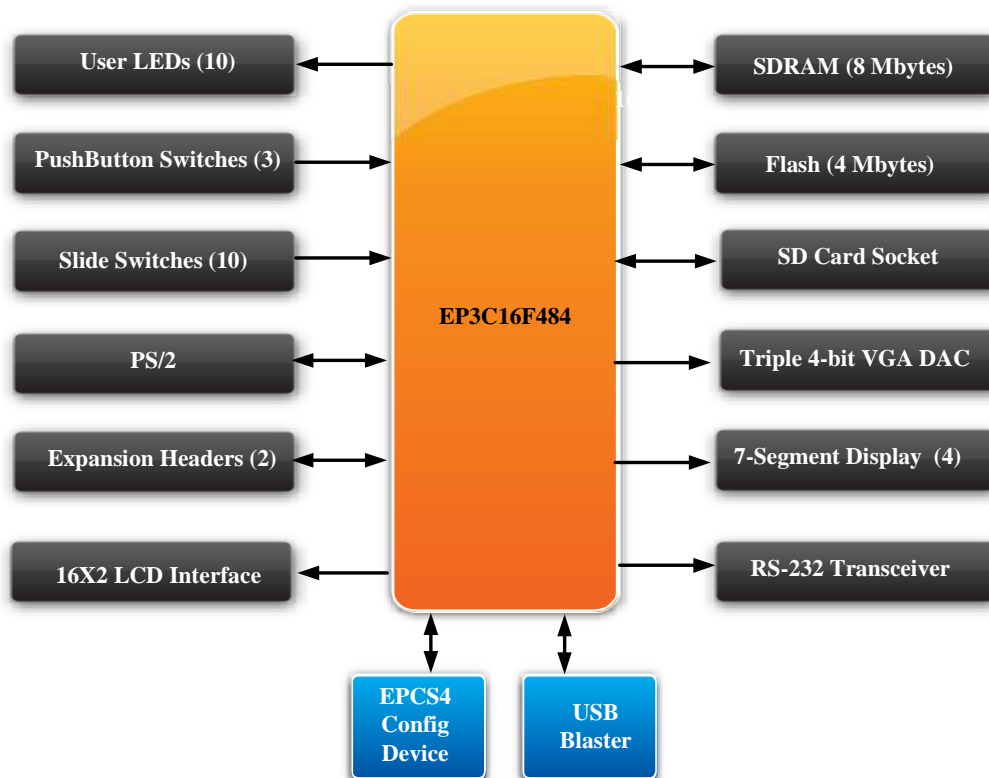 User LEDs (10)
PushButton Switches (3)
Slide Switches (10)
PS/2
Expansion Headers (2)
16X2 LCD Interface
EP3C16F484
SDRAM (8 Mbytes)
Flash (4 Mbytes)
SD Card Socket
Triple 4-bit VGA DAC
7-Segment Display (4)
RS-232 Transceiver
EPCS4
Config
Device
USB
Blaster